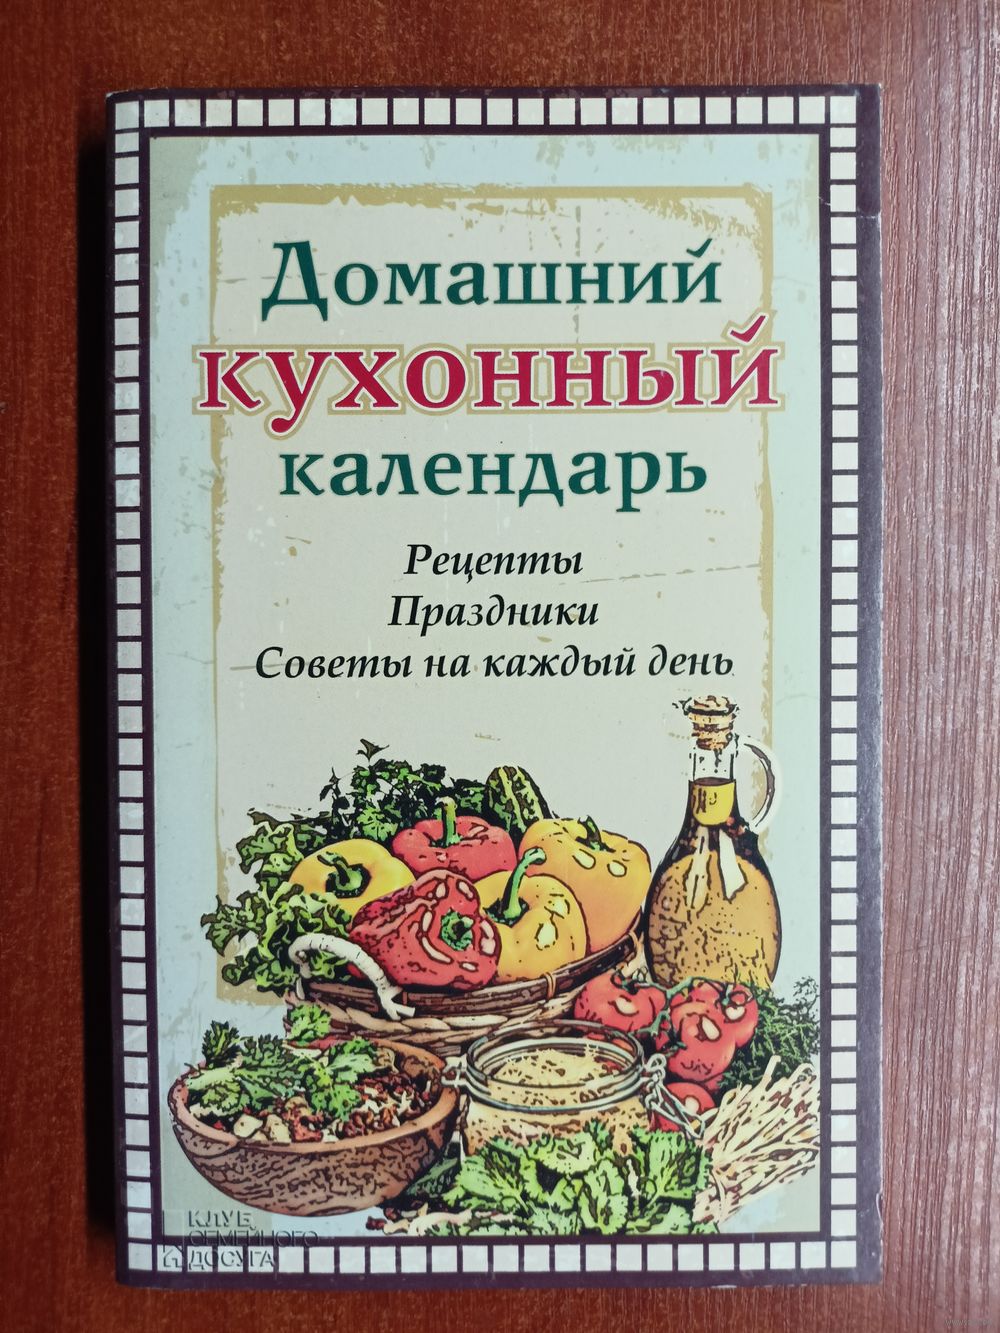 Домашний
кухонный
календарь
Рецепты
Праздники
Советы на каждый день
КЛУБ
СЕМЕЙНОГО
ДОСУГА